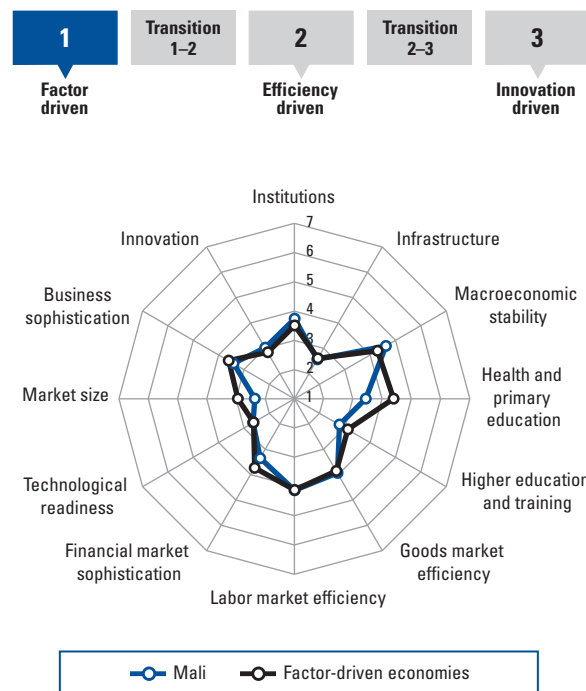 1
Transition
1–2
2
Transition
2–3
3
Factor
driven
Efficiency
driven
Innovation
driven
Institutions
7
Innovation
6
Infrastructure
5
Business
sophistication
4
Macroeconomic
stability
3
2
Market size
1
Health and
primary
education
Technological
readiness
Higher education
and training
Financial market
sophistication
Goods market
efficiency
Labor market efficiency
Mali
Factor-driven economies